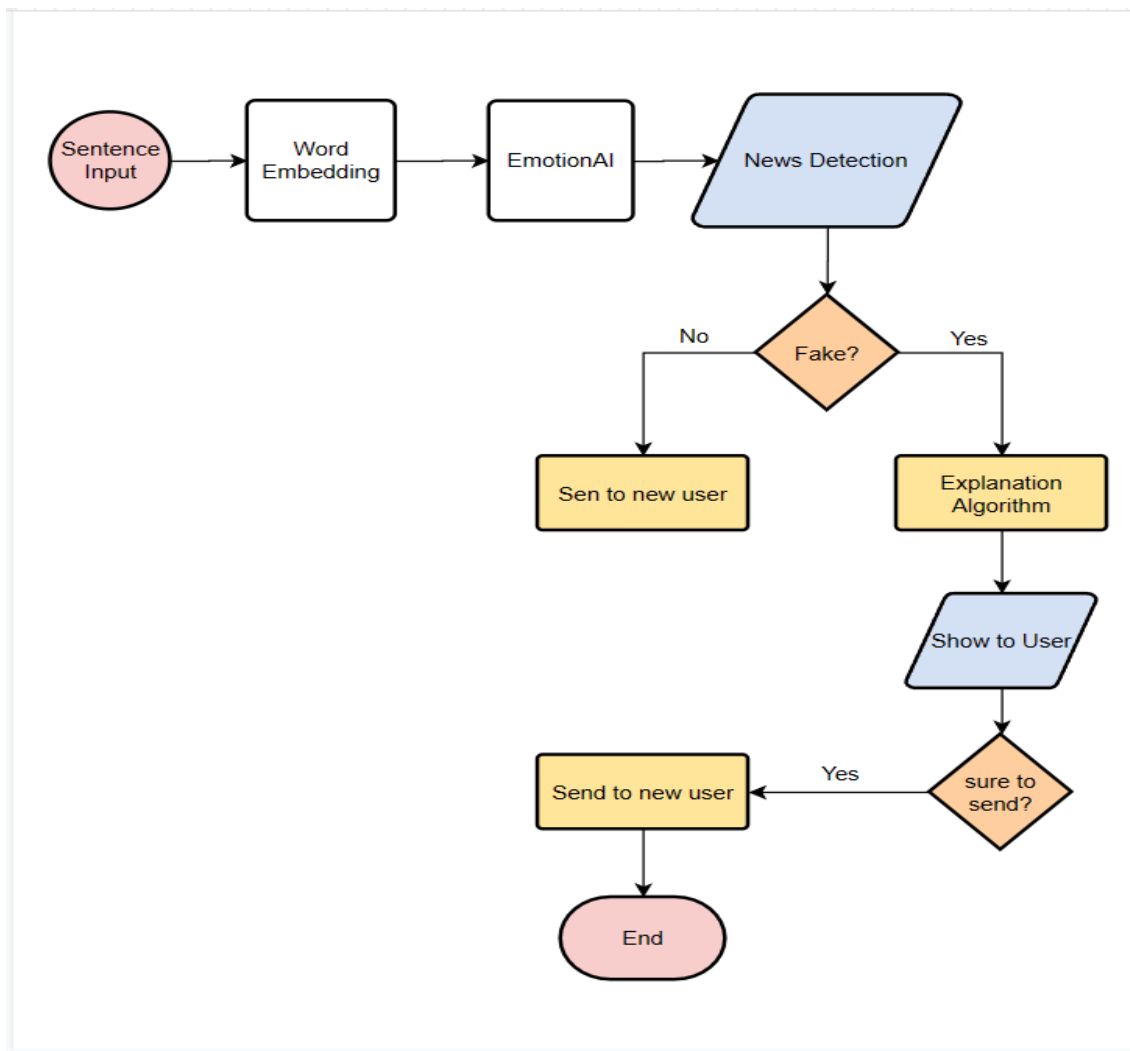 Sentence
Input
Word
Embedding
EmotionAI
News Detection
Fake?
No
Yes
Sen to new user
Explanation
Algorithm
Show to User
sure to
send?
Yes
Send to new user
End